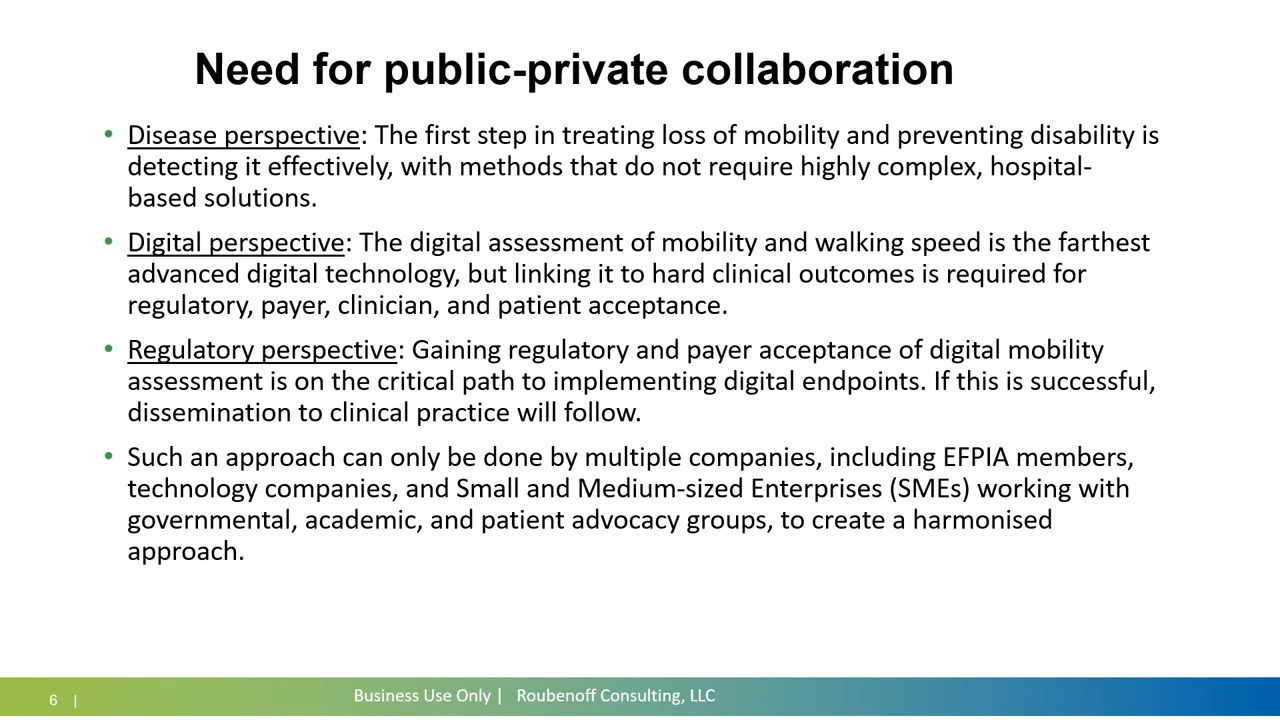 Need for public-private collaboration
• Disease perspective: The first step in treating loss of mobility and preventing disability is
detecting it effectively, with methods that do not require highly complex, hospital-
based solutions.
• Digital perspective: The digital assessment of mobility and walking speed is the farthest
advanced digital technology, but linking it to hard clinical outcomes is required for
regulatory, payer, clinician, and patient acceptance.
• Regulatory perspective: Gaining regulatory and payer acceptance of digital mobility
assessment is on the critical path to implementing digital endpoints. If this is successful,
dissemination to clinical practice will follow.
• Such an approach can only be done by multiple companies, including EFPIA members,
technology companies, and Small and Medium-sized Enterprises (SMEs) working with
governmental, academic, and patient advocacy groups, to create a harmonised
approach.
6 | Business Use Only | Roubenoff Consulting, LLC